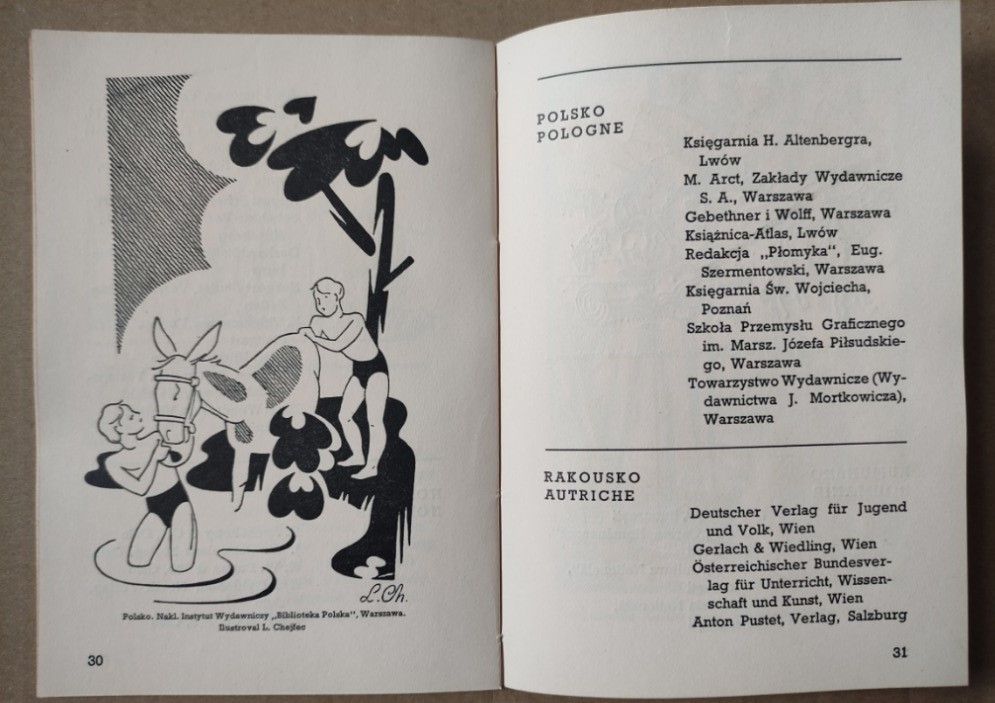 L. Ch.
Polsko. Nakl. Instytut Wydawniczy „Biblioteka Polska“, Warszawa.
Ilustroval L. Chejfec
30
POLSKO
POLOGNE
Księgarnia H. Altenbergra,
Lwów
M. Arct, Zakłady Wydawnicze
S. A., Warszawa
Gebethner i Wolff, Warszawa
Książnica-Atlas, Lwów
Redakcja „Płomyka“, Eug.
Szermentowski, Warszawa
Księgarnia Św. Wojciecha,
Poznań
Szkoła Przemysłu Graficznego
im. Marsz. Józefa Piłsudskie-
go, Warszawa
Towarzystwo Wydawnicze (Wy-
dawnictwa J. Mortkowicza),
Warszawa
RAKOUSKO
AUTRICHE
Deutscher Verlag für Jugend
und Volk, Wien
Gerlach & Wiedling, Wien
Österreichischer Bundesver-
lag für Unterricht, Wissen-
schaft und Kunst, Wien
Anton Pustet, Verlag, Salzburg
31